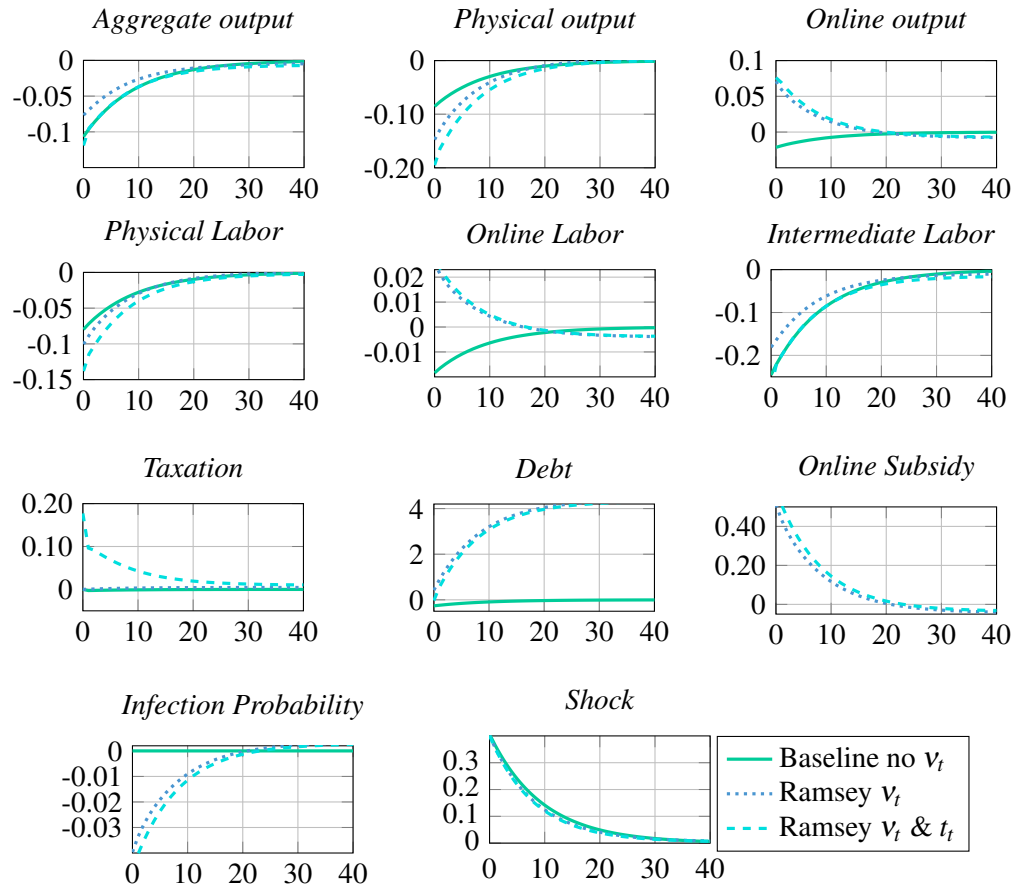 Aggregate output
Physical output
Online output
0
-0.05
-0.1
0 10 20 30 40
0
-0.10
-0.20
0 10 20 30 40
0.1
0.05
0
0 10 20 30 40
Physical Labor
Online Labor
Intermediate Labor
0
-0.05
-0.1
-0.15
0 10 20 30 40
0.02
0.01
0
-0.01
0 10 20 30 40
0
-0.1
-0.2
0 10 20 30 40
Taxation
Debt
Online Subsidy
0.20
0.10
0
0 10 20 30 40
4
2
0
0 10 20 30 40
0.40
0.20
0
0 10 20 30 40
Infection Probability
Shock
0
-0.01
-0.02
-0.03
0 10 20 30 40
0.3
0.2
0.1
0
0 10 20 30 40
Baseline no νt
Ramsey νt
Ramsey νt & tt